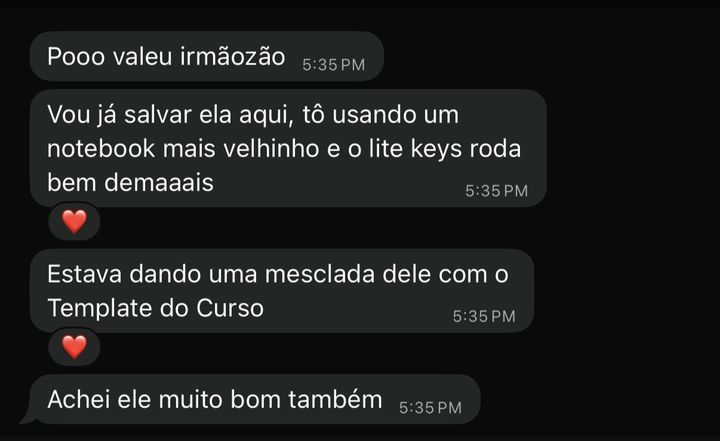 Pooo valeu irmãozão 5:35 PM
Vou já salvar ela aqui, tô usando um
notebook mais velhinho e o lite keys roda
bem demaaais 5:35 PM
Estava dando uma mesclada dele com o
Template do Curso 5:35 PM
Achei ele muito bom também 5:35 PM